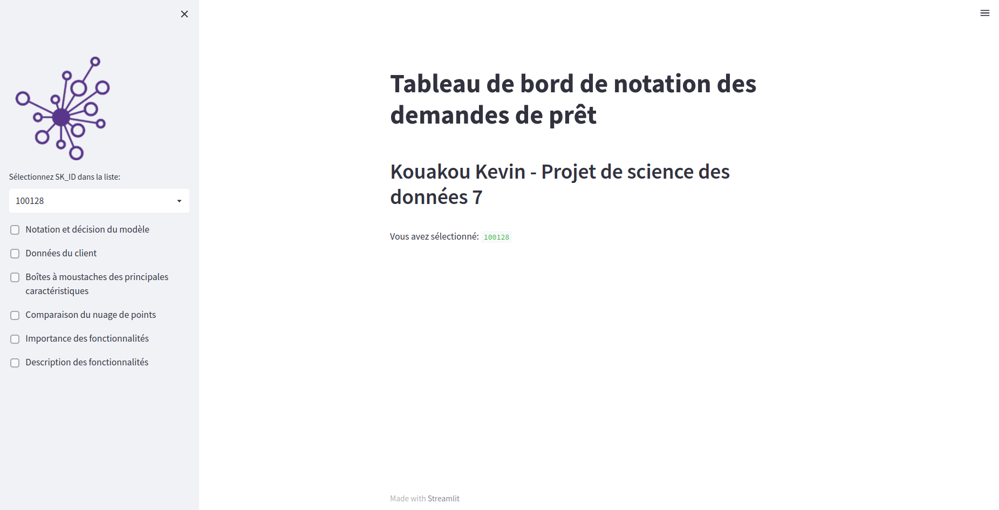 Sélectionnez SK_ID dans la liste:
100128
Notation et décision du modèle
Données du client
Boîtes à moustaches des principales
caractéristiques
Comparaison du nuage de points
Importance des fonctionnalités
Description des fonctionnalités
Tableau de bord de notation des
demandes de prêt
Kouakou Kevin - Projet de science des
données 7
Vous avez sélectionné: 100128
Made with Streamlit